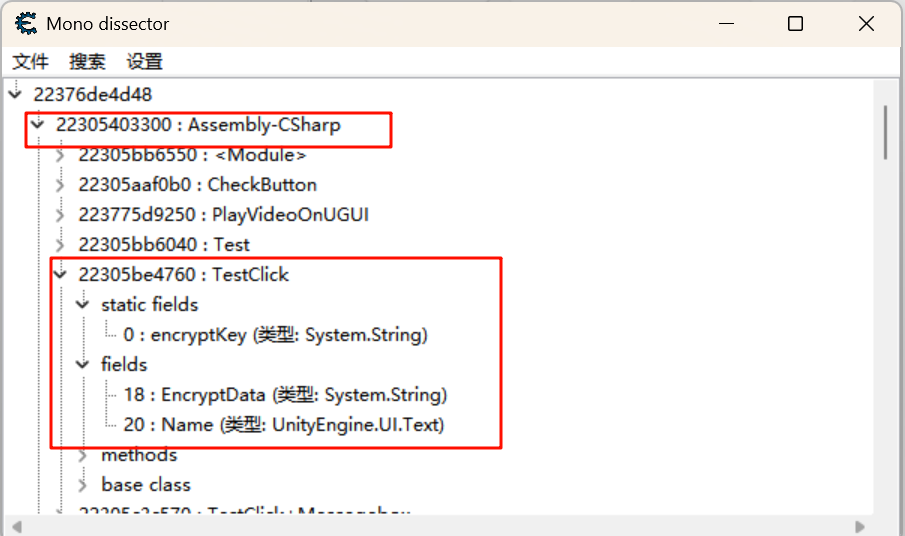 Mono dissector
文件 搜索 设置
22376de4d48
22305403300 : Assembly-CSharp
22305bb6550 : <Module>
22305aaf0b0 : CheckButton
223775d9250 : PlayVideoOnUGUI
22305bb6040 : Test
22305be4760 : TestClick
static fields
0 : encryptKey (类型: System.String)
fields
18 : EncryptData (类型: System.String)
20 : Name (类型: UnityEngine.UI.Text)
methods
base class